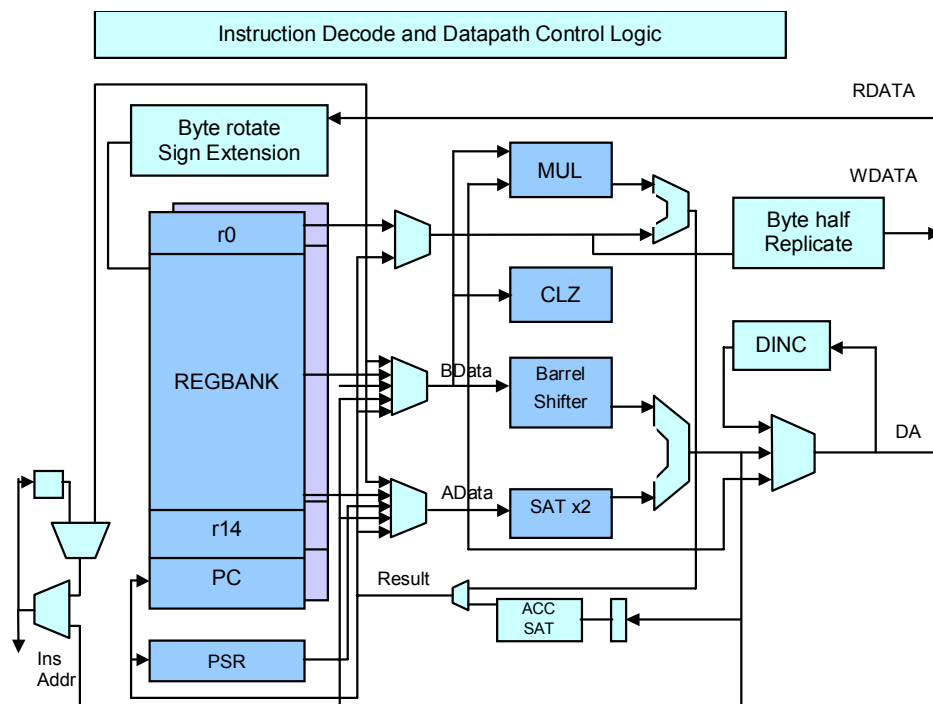 Instruction Decode and Datapath Control Logic
RDATA
Byte rotate
Sign Extension
MUL
WDATA
r0
Byte half
Replicate
CLZ
DINC
REGBANK
BData
Barrel
Shifter
DA
AData
SAT x2
r14
PC
Result
ACC
SAT
Ins
Addr
PSR